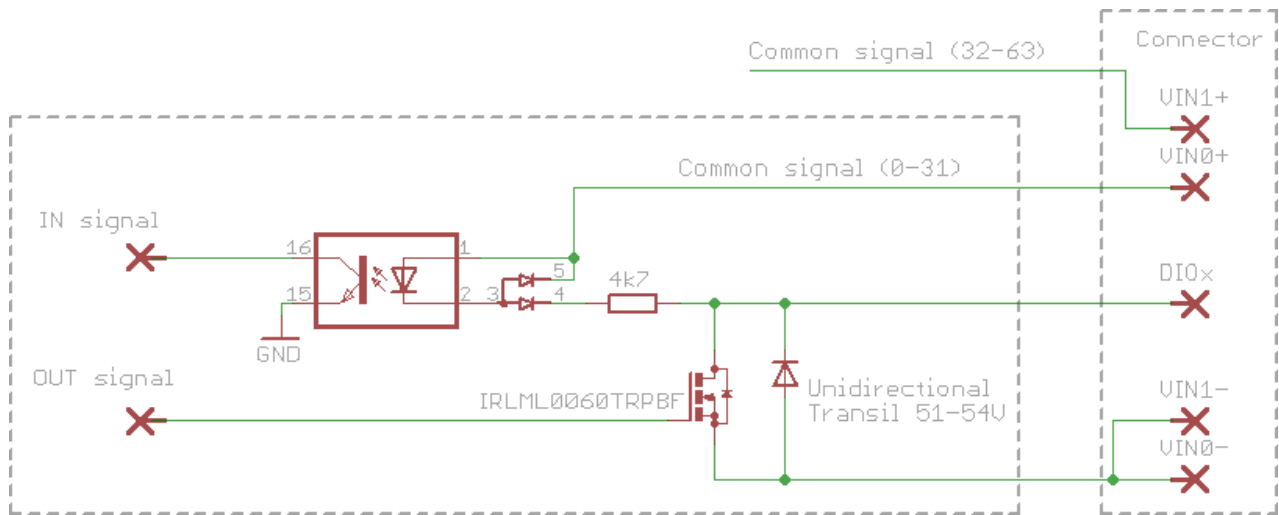 Common signal (32-63)
Connector
VIN1+
VIN0+
Common signal (0-31)
IN signal
16
1
5
4k7
DIOx
15
2
3
4
GND
OUT signal
IRLML0060TRPBF
Unidirectional
Transil 51-54V
VIN1-
VIN0-